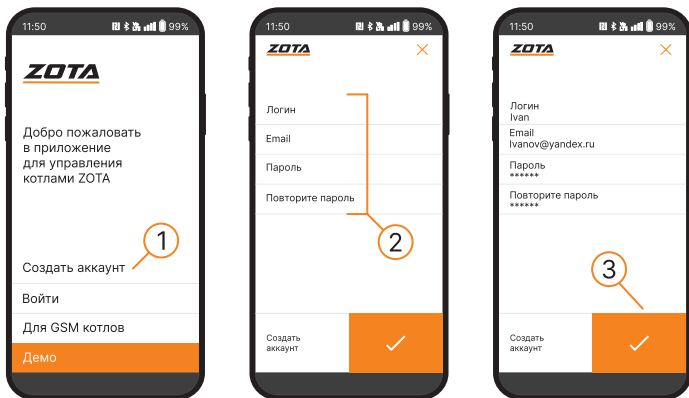 11:50 99%
ZOTA
Добро пожаловать
в приложение
для управления
котлами ZOTA
1
Создать аккаунт
Войти
Для GSM котлов
Демо
11:50 99%
ZOTA
Логин
Email
Пароль
Повторите пароль
2
Создать
аккаунт
11:50 99%
ZOTA
Логин
Ivan
Email
Ivanov@yandex.ru
Пароль
******
Повторите пароль
******
3
Создать
аккаунт